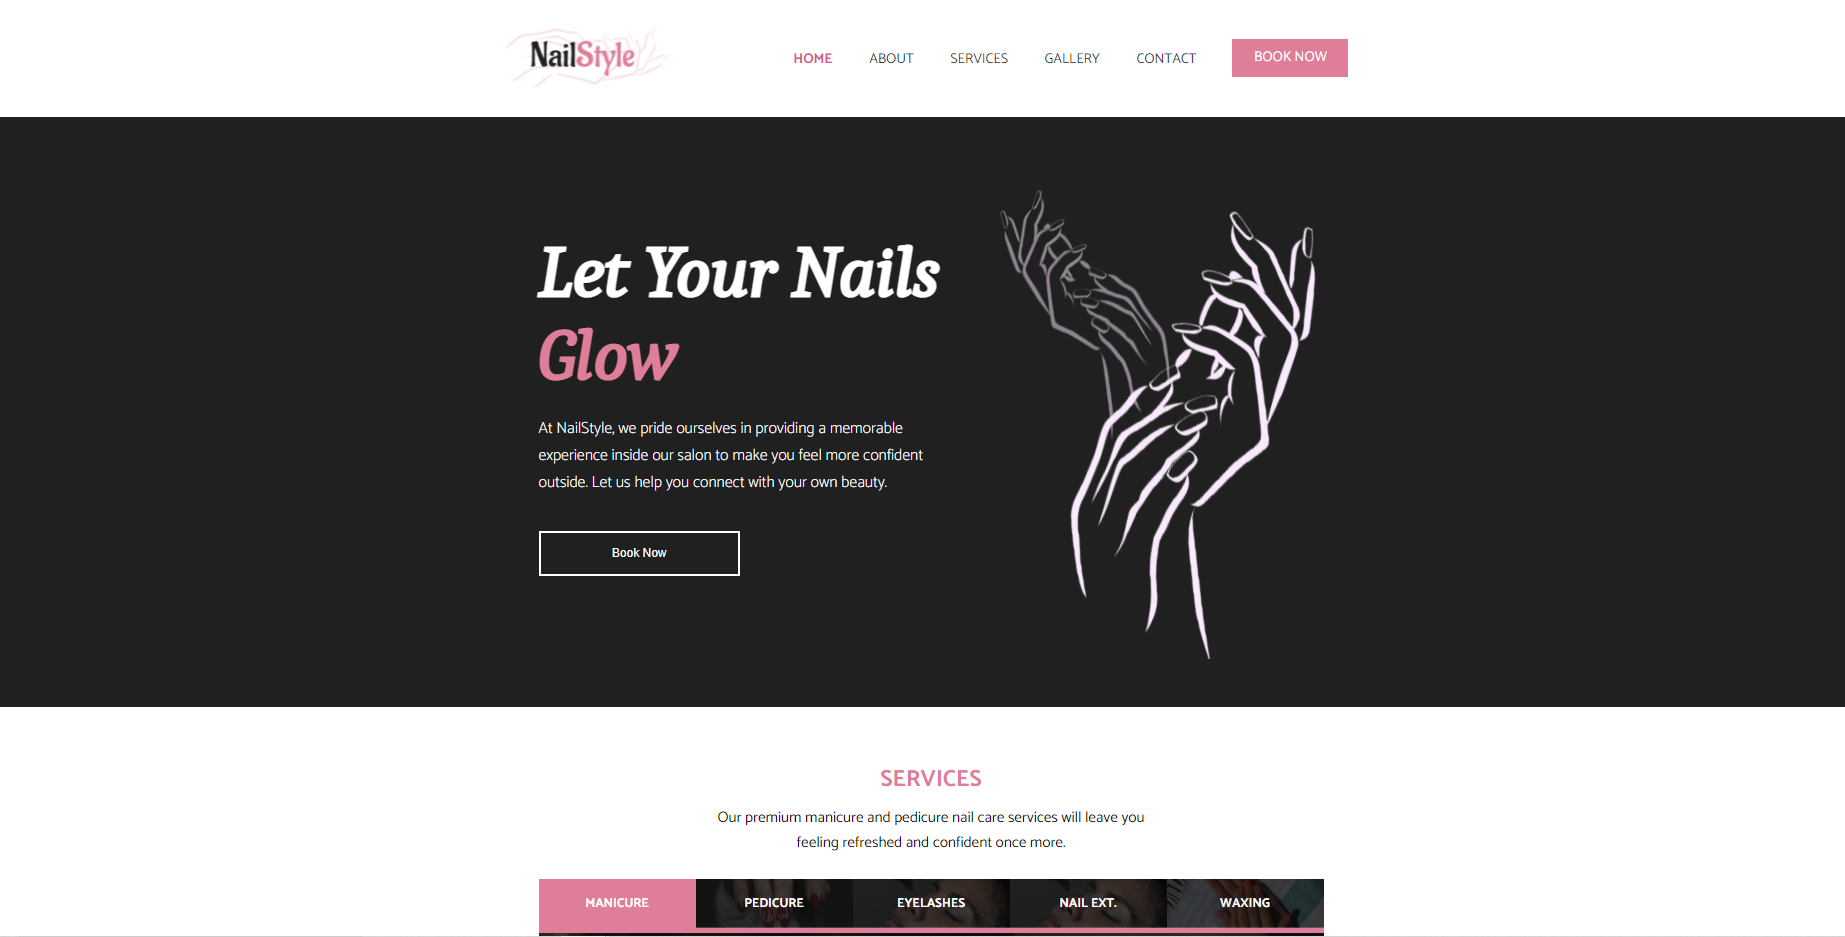 NailStyle
HOME
ABOUT
SERVICES
GALLERY
CONTACT
BOOK NOW
Let Your Nails
Glow
At NailStyle, we pride ourselves in providing a memorable
experience inside our salon to make you feel more confident
outside. Let us help you connect with your own beauty.
Book Now
SERVICES
Our premium manicure and pedicure nail care services will leave you
feeling refreshed and confident once more.
MANICURE
PEDICURE
EYELASHES
NAIL EXT.
WAXING